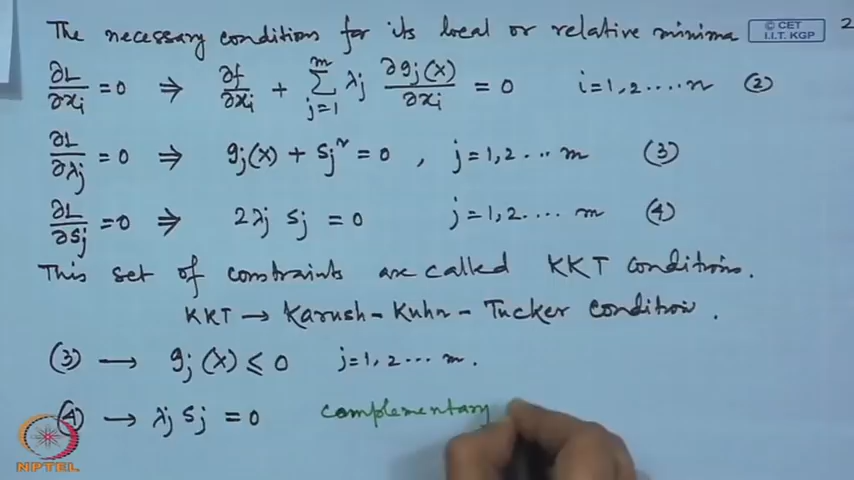 The necessary conditions for its local or relative minima © CET I.I.T. KGP 2
∂L/∂xi = 0 ⇒ ∂f/∂xi + Σ_{j=1}^{m} λj ∂gj(x)/∂xi = 0 i=1,2.....n (2)
∂L/∂λj = 0 ⇒ gj(x) + sj² = 0 , j=1,2...m (3)
∂L/∂sj = 0 ⇒ 2λj sj = 0 j=1,2.... m (4)
This set of constraints are called KKT conditions.
KKT → Karush-Kuhn-Tucker condition.
(3) → gj(x) ≤ 0 j=1,2...m.
(4) → λj sj = 0 complementary
NPTEL